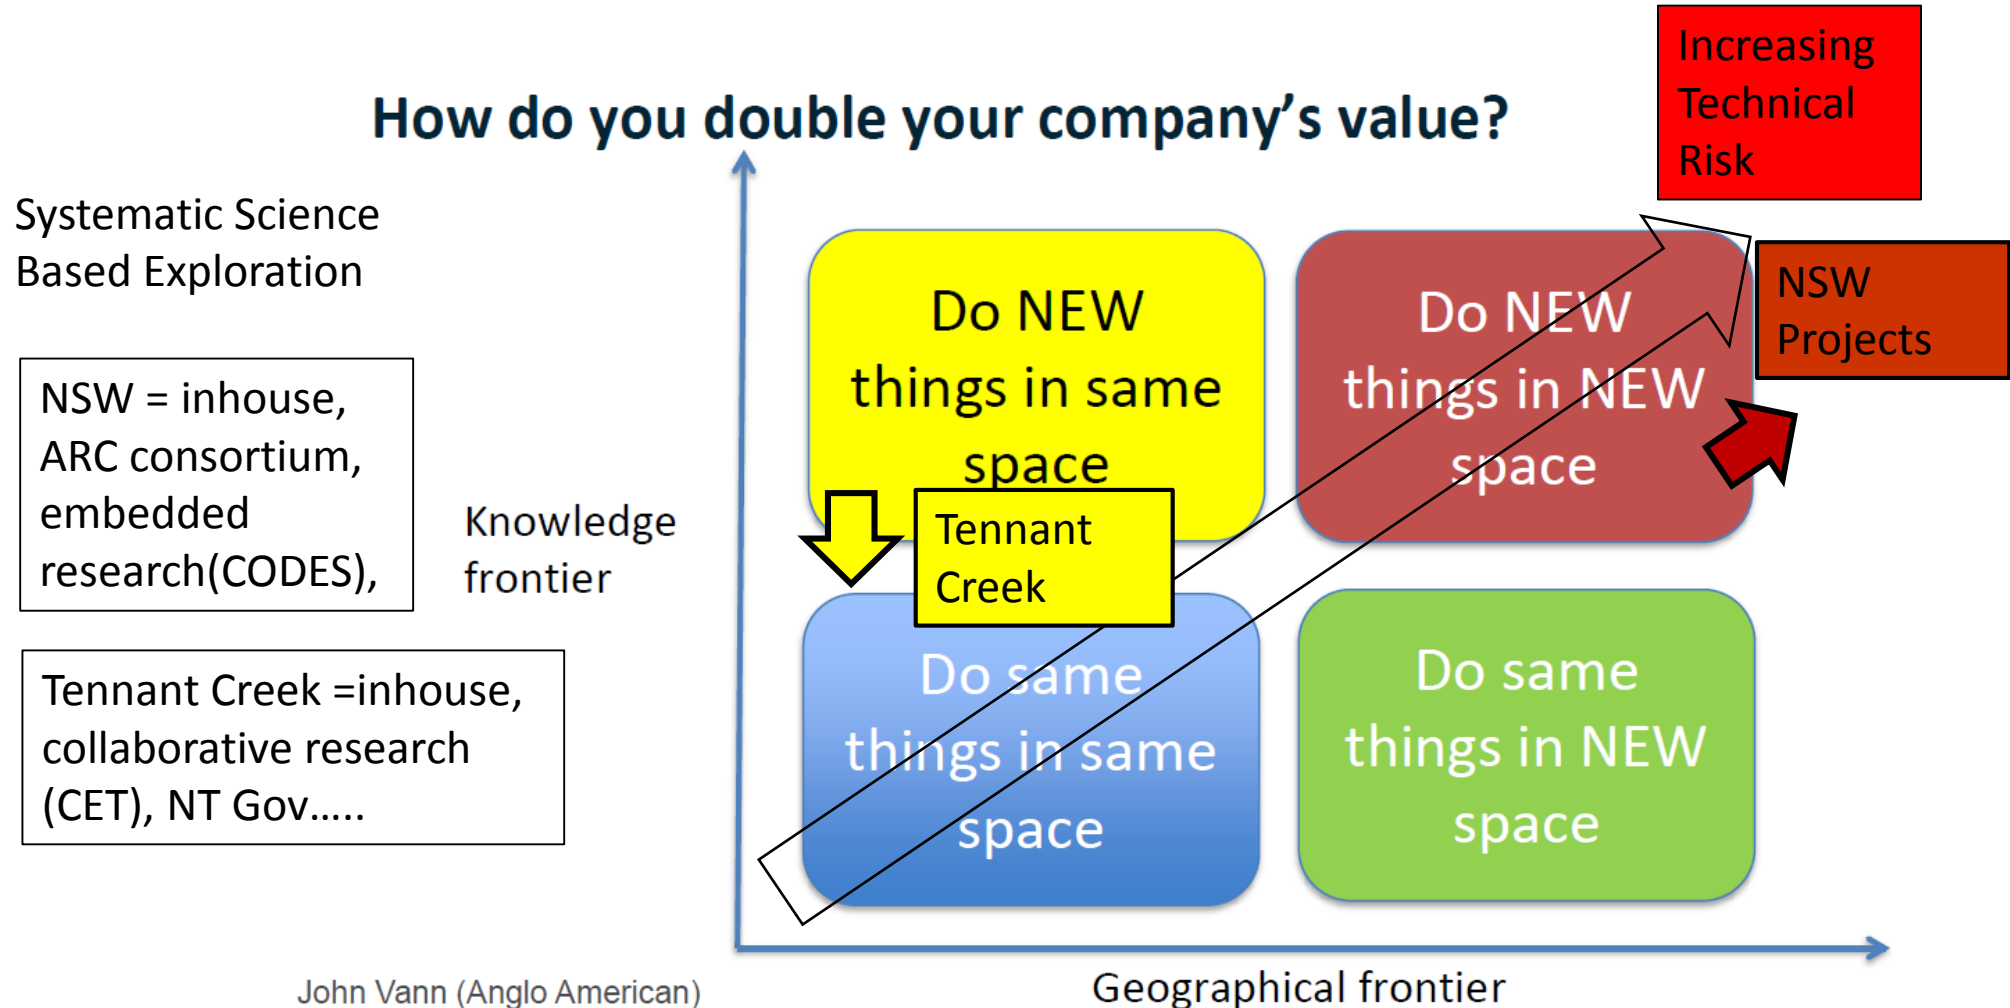 How do you double your company's value?
Increasing
Technical
Risk
Systematic Science
Based Exploration
NSW = inhouse,
ARC consortium,
embedded
research(CODES),
Tennant Creek =inhouse,
collaborative research
(CET), NT Gov.....
Knowledge
frontier
Do NEW
things in same
space
Do NEW
things in NEW
space
NSW
Projects
Tennant
Creek
Do same
things in same
space
Do same
things in NEW
space
Geographical frontier
John Vann (Anglo American)